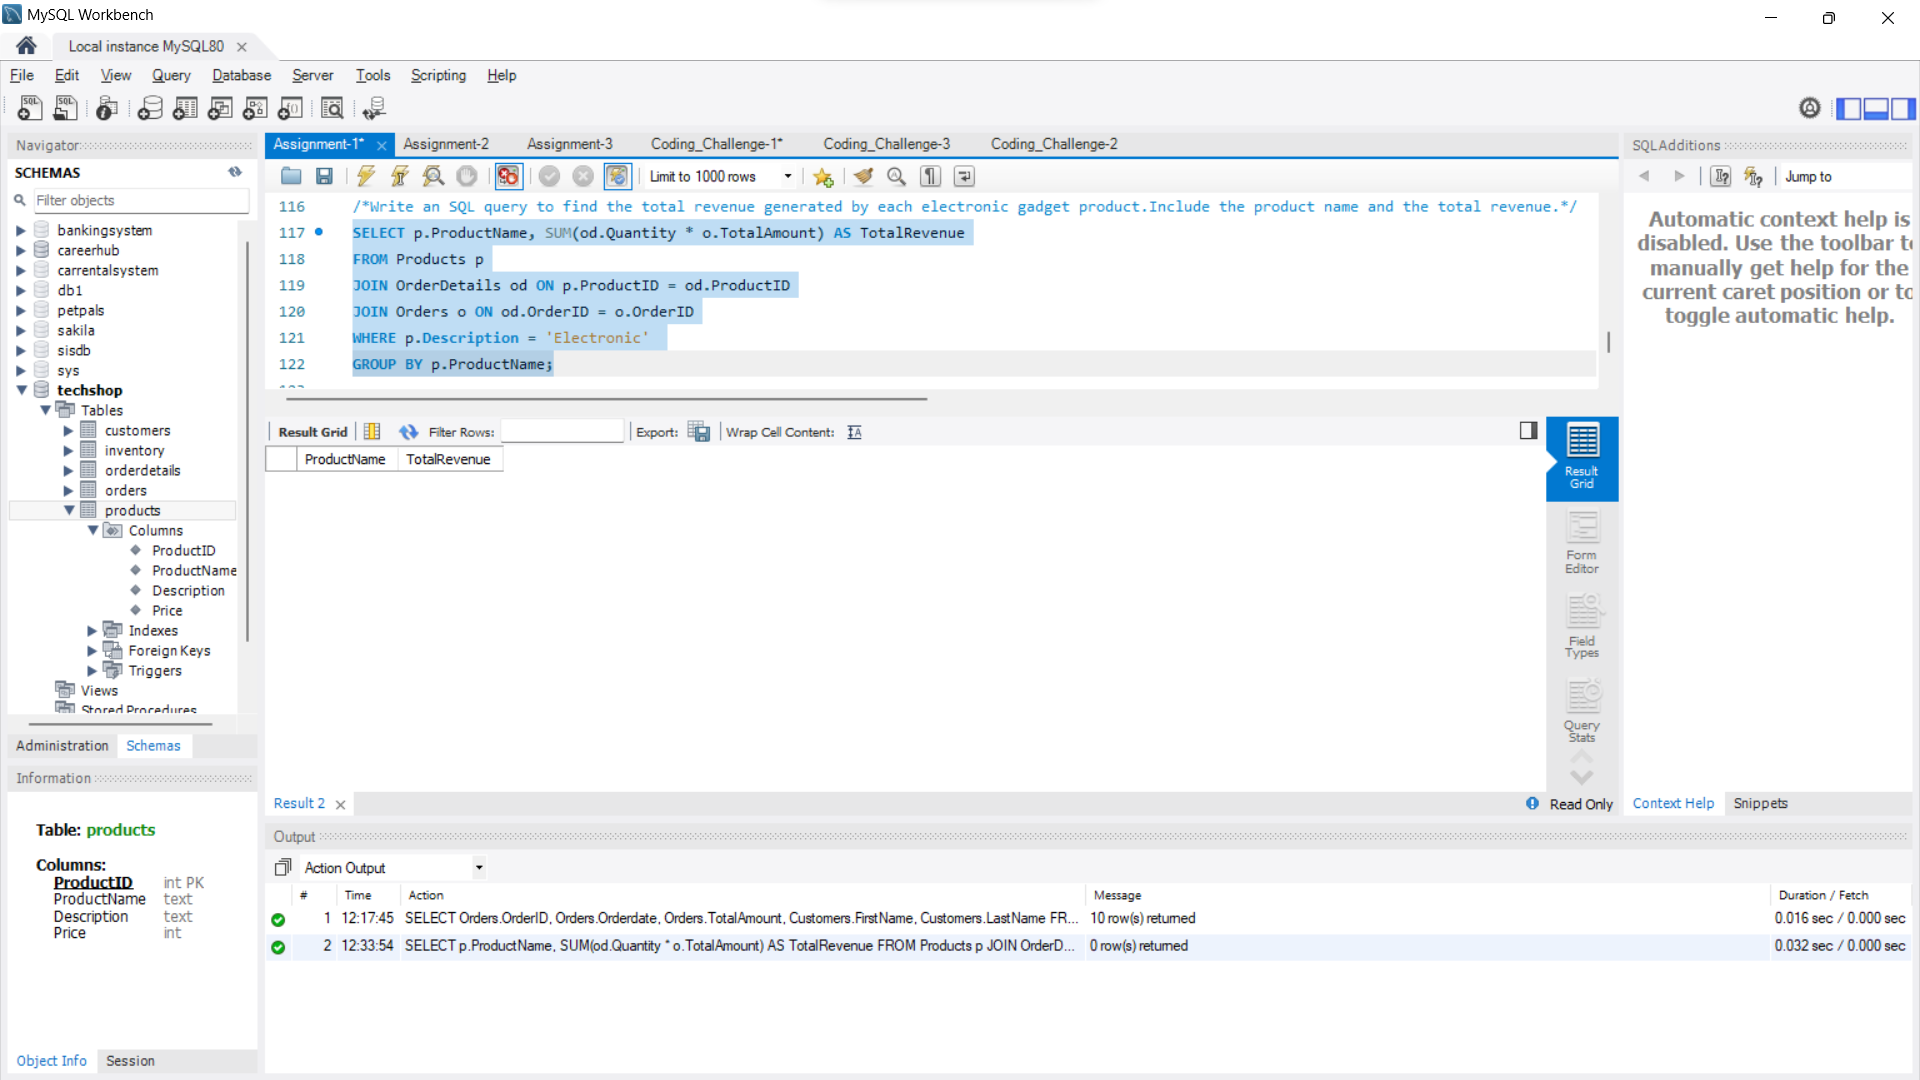 MySQL Workbench
Local instance MySQL80
File Edit View Query Database Server Tools Scripting Help
Navigator
SCHEMAS
Filter objects
bankingsystem
careerhub
carrentalsystem
db1
petpals
sakila
sisdb
sys
techshop
Tables
customers
inventory
orderdetails
orders
products
Columns
ProductID
ProductName
Description
Price
Indexes
Foreign Keys
Triggers
Views
Stored Procedures
Administration Schemas
Information
Table: products
Columns:
ProductID int PK
ProductName text
Description text
Price int
Object Info Session
Assignment-1* Assignment-2 Assignment-3 Coding_Challenge-1* Coding_Challenge-3 Coding_Challenge-2
Limit to 1000 rows
116 /*Write an SQL query to find the total revenue generated by each electronic gadget product.Include the product name and the total revenue.*/
117 SELECT p.ProductName, SUM(od.Quantity * o.TotalAmount) AS TotalRevenue
118 FROM Products p
119 JOIN OrderDetails od ON p.ProductID = od.ProductID
120 JOIN Orders o ON od.OrderID = o.OrderID
121 WHERE p.Description = 'Electronic'
122 GROUP BY p.ProductName;
Result Grid Filter Rows: Export: Wrap Cell Content:
ProductName TotalRevenue
Result
Grid
Form
Editor
Field
Types
Query
Stats
Result 2 Read Only
SQLAdditions
Jump to
Automatic context help is
disabled. Use the toolbar to
manually get help for the
current caret position or to
toggle automatic help.
Context Help Snippets
Output
Action Output
# Time Action Message Duration / Fetch
1 12:17:45 SELECT Orders.OrderID, Orders.Orderdate, Orders.TotalAmount, Customers.FirstName, Customers.LastName FR... 10 row(s) returned 0.016 sec / 0.000 sec
2 12:33:54 SELECT p.ProductName, SUM(od.Quantity * o.TotalAmount) AS TotalRevenue FROM Products p JOIN OrderD... 0 row(s) returned 0.032 sec / 0.000 sec